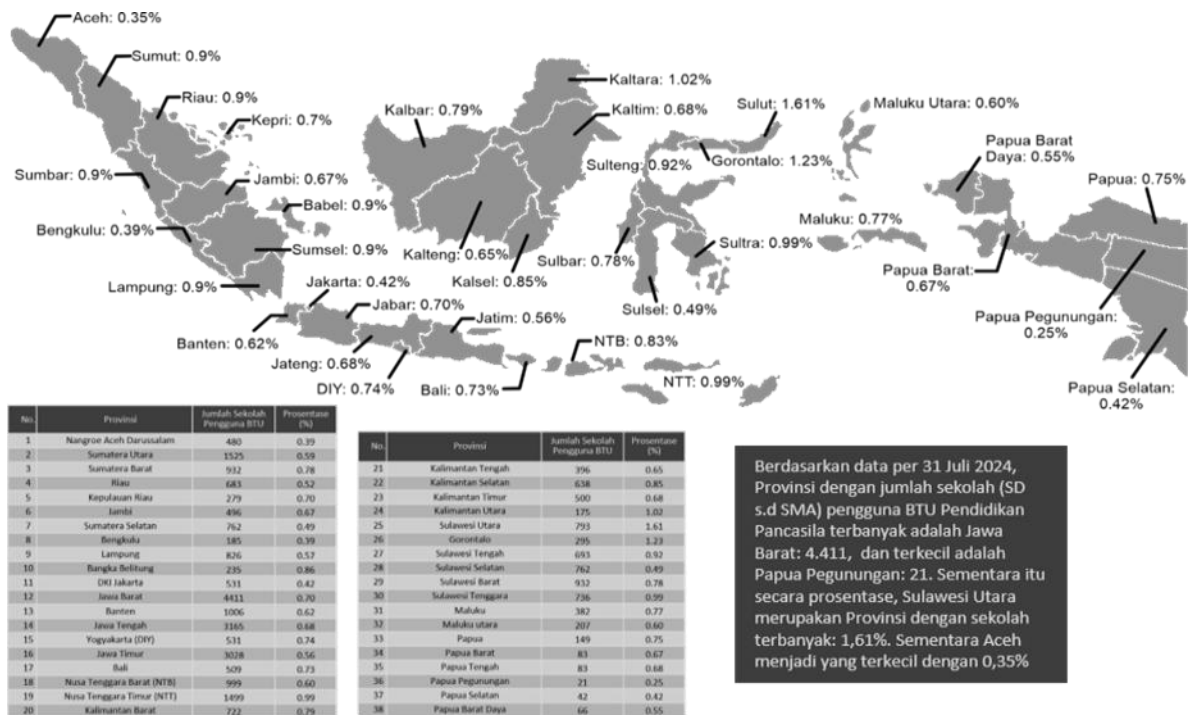 Aceh: 0.35%
Sumut: 0.9%
Riau: 0.9%
Kepri: 0.7%
Sumbar: 0.9%
Jambi: 0.67%
Babel: 0.9%
Bengkulu: 0.39%
Sumsel: 0.9%
Lampung: 0.9%
Jakarta: 0.42%
Jabar: 0.70%
Jatim: 0.56%
Banten: 0.62%
Jateng: 0.68%
DIY: 0.74%
Bali: 0.73%
NTB: 0.83%
NTT: 0.99%
Kalbar: 0.79%
Kaltara: 1.02%
Kaltim: 0.68%
Kalteng: 0.65%
Kalsel: 0.85%
Sulut: 1.61%
Gorontalo: 1.23%
Sulteng: 0.92%
Sulbar: 0.78%
Sultra: 0.99%
Sulsel: 0.49%
Maluku Utara: 0.60%
Maluku: 0.77%
Papua Barat
Daya: 0.55%
Papua: 0.75%
Papua Barat:
0.67%
Papua Pegunungan:
0.25%
Papua Selatan:
0.42%
No. Provinsi Jumlah Sekolah Pengguna BTU Prosentase (%)
1 Nangroe Aceh Darussalam 480 0.39
2 Sumatera Utara 1525 0.59
3 Sumatera Barat 932 0.78
4 Riau 683 0.52
5 Kepulauan Riau 279 0.70
6 Jambi 496 0.67
7 Sumatera Selatan 762 0.49
8 Bengkulu 185 0.39
9 Lampung 826 0.57
10 Bangka Belitung 235 0.86
11 DKI Jakarta 531 0.42
12 Jawa Barat 4411 0.70
13 Banten 1006 0.62
14 Jawa Tengah 3165 0.68
15 Yogyakarta (DIY) 531 0.74
16 Jawa Timur 3028 0.56
17 Bali 509 0.73
18 Nusa Tenggara Barat (NTB) 999 0.60
19 Nusa Tenggara Timur (NTT) 1499 0.99
20 Kalimantan Barat 722 0.79
No. Provinsi Jumlah Sekolah Pengguna BTU Prosentase (%)
21 Kalimantan Tengah 396 0.65
22 Kalimantan Selatan 638 0.85
23 Kalimantan Timur 500 0.68
24 Kalimantan Utara 175 1.02
25 Sulawesi Utara 793 1.61
26 Gorontalo 295 1.23
27 Sulawesi Tengah 693 0.92
28 Sulawesi Selatan 762 0.49
29 Sulawesi Barat 932 0.78
30 Sulawesi Tenggara 736 0.99
31 Maluku 382 0.77
32 Maluku utara 207 0.60
33 Papua 149 0.75
34 Papua Barat 83 0.67
35 Papua Tengah 83 0.68
36 Papua Pegunungan 21 0.25
37 Papua Selatan 42 0.42
38 Papua Barat Daya 66 0.55
Berdasarkan data per 31 Juli 2024,
Provinsi dengan jumlah sekolah (SD
s.d SMA) pengguna BTU Pendidikan
Pancasila terbanyak adalah Jawa
Barat: 4.411, dan terkecil adalah
Papua Pegunungan: 21. Sementara itu
secara prosentase, Sulawesi Utara
merupakan Provinsi dengan sekolah
terbanyak: 1,61%. Sementara Aceh
menjadi yang terkecil dengan 0,35%